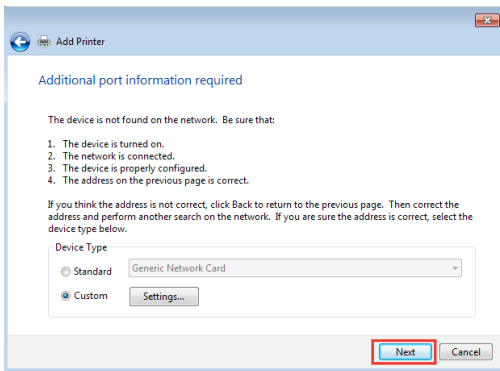 Add Printer
Additional port information required
The device is not found on the network. Be sure that:
1. The device is turned on.
2. The network is connected.
3. The device is properly configured.
4. The address on the previous page is correct.
If you think the address is not correct, click Back to return to the previous page. Then correct the
address and perform another search on the network. If you are sure the address is correct, select the
device type below.
Device Type
Standard Generic Network Card
Custom Settings...
Next Cancel